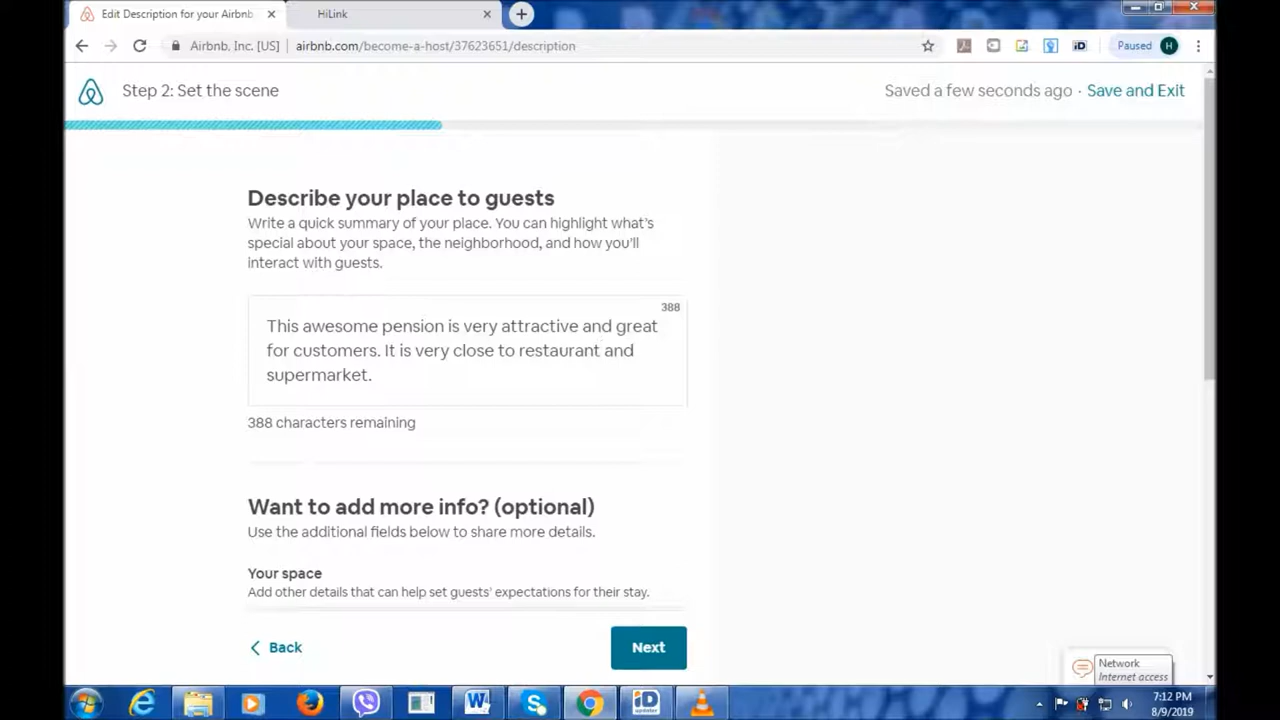 Edit Description for your Airbnb
HiLink
Airbnb, Inc. [US] airbnb.com/become-a-host/37623651/description
Paused H
Step 2: Set the scene
Saved a few seconds ago · Save and Exit
Describe your place to guests
Write a quick summary of your place. You can highlight what's
special about your space, the neighborhood, and how you'll
interact with guests.
388
This awesome pension is very attractive and great
for customers. It is very close to restaurant and
supermarket.
388 characters remaining
Want to add more info? (optional)
Use the additional fields below to share more details.
Your space
Add other details that can help set guests' expectations for their stay.
Back
Next
Network
Internet access
7:12 PM
8/9/2019